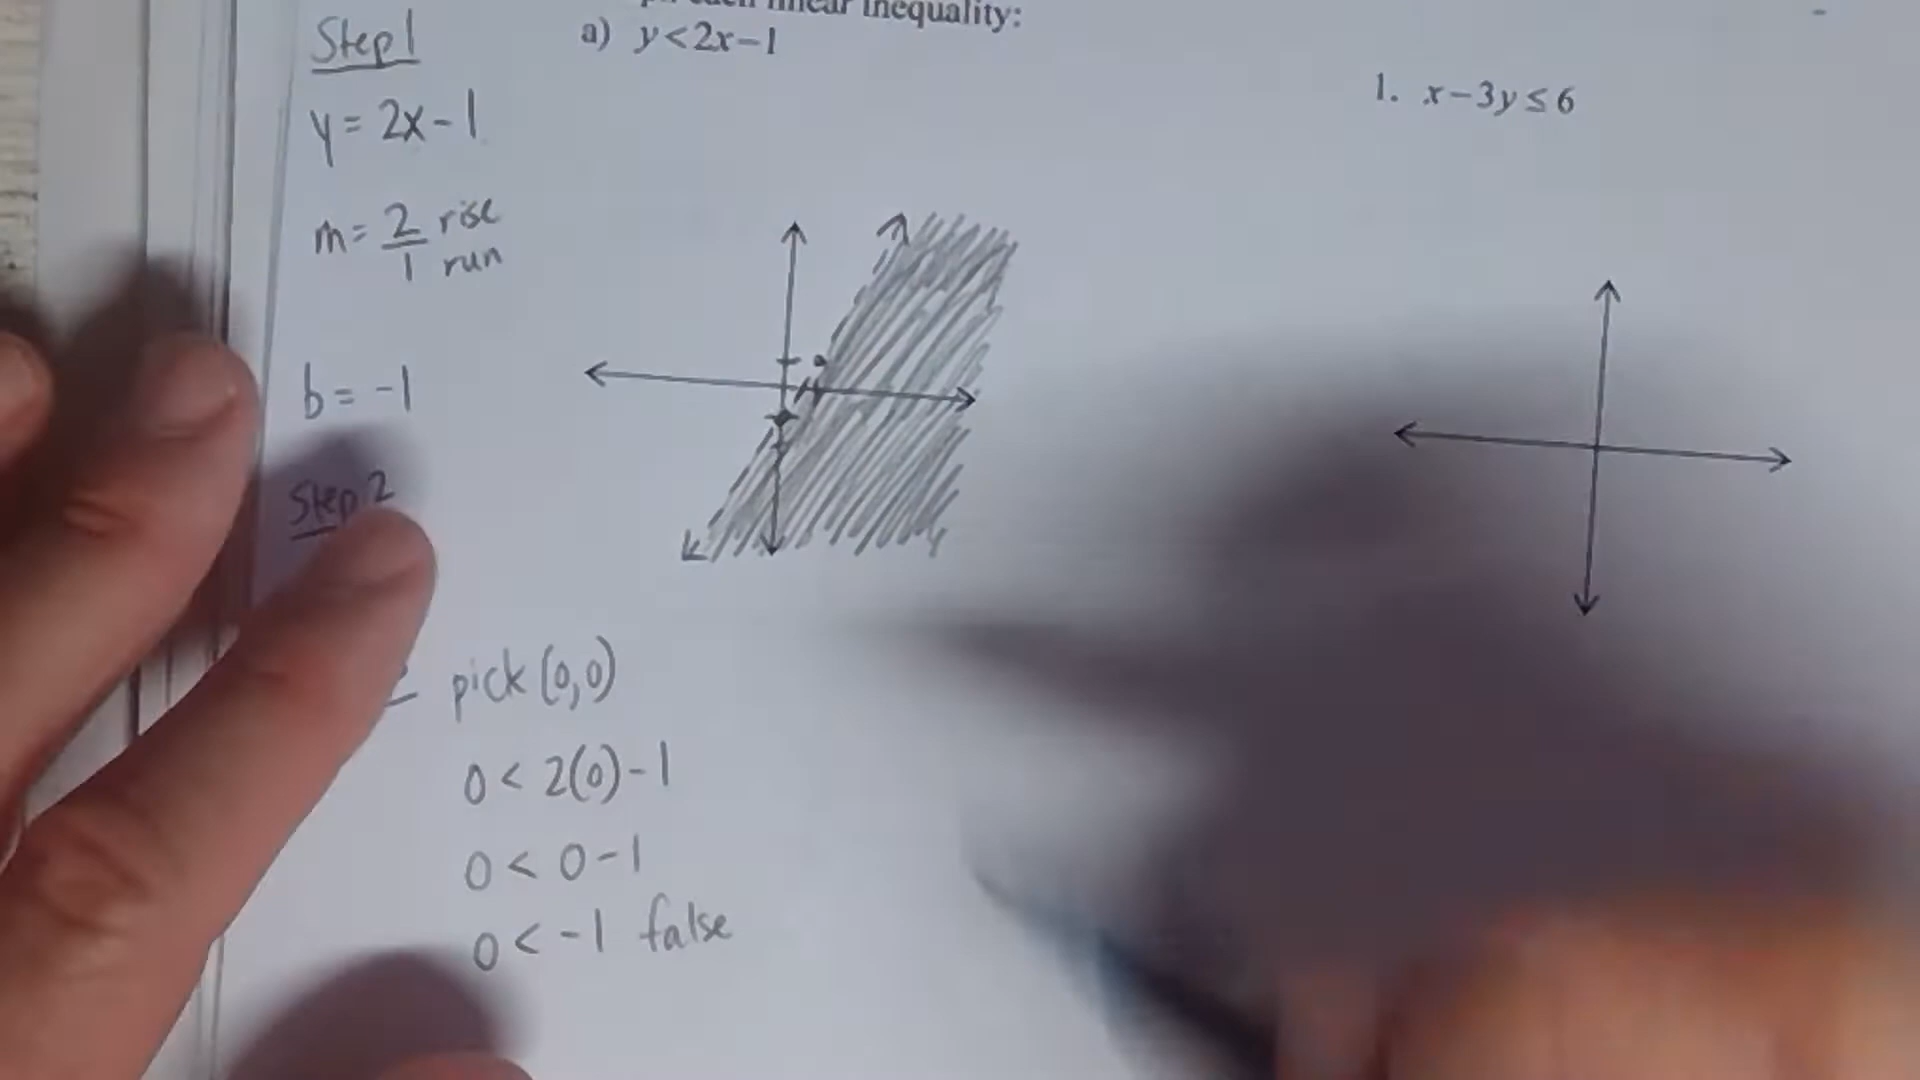 each linear inequality:
a) y<2x-1
Step 1
y = 2x - 1
m = 2/1 rise/run
b = -1
Step 2
pick (0,0)
0 < 2(0) - 1
0 < 0 - 1
0 < -1 false
1. x-3y≤6